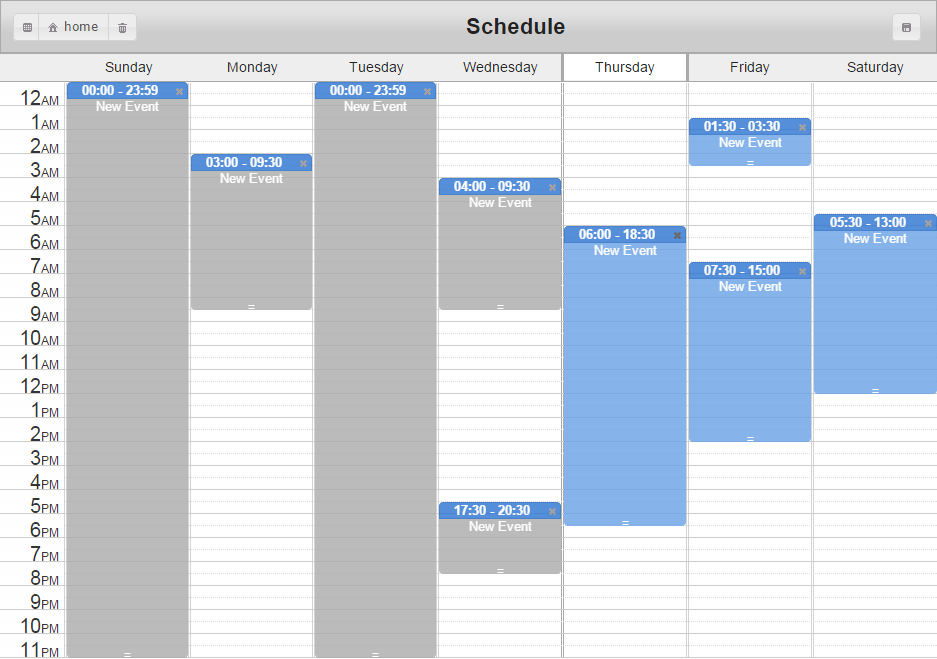 home
Schedule
Sunday Monday Tuesday Wednesday Thursday Friday Saturday
12AM
1AM
2AM
3AM
4AM
5AM
6AM
7AM
8AM
9AM
10AM
11AM
12PM
1PM
2PM
3PM
4PM
5PM
6PM
7PM
8PM
9PM
10PM
11PM
00:00 - 23:59
New Event
03:00 - 09:30
New Event
00:00 - 23:59
New Event
04:00 - 09:30
New Event
17:30 - 20:30
New Event
06:00 - 18:30
New Event
01:30 - 03:30
New Event
07:30 - 15:00
New Event
05:30 - 13:00
New Event